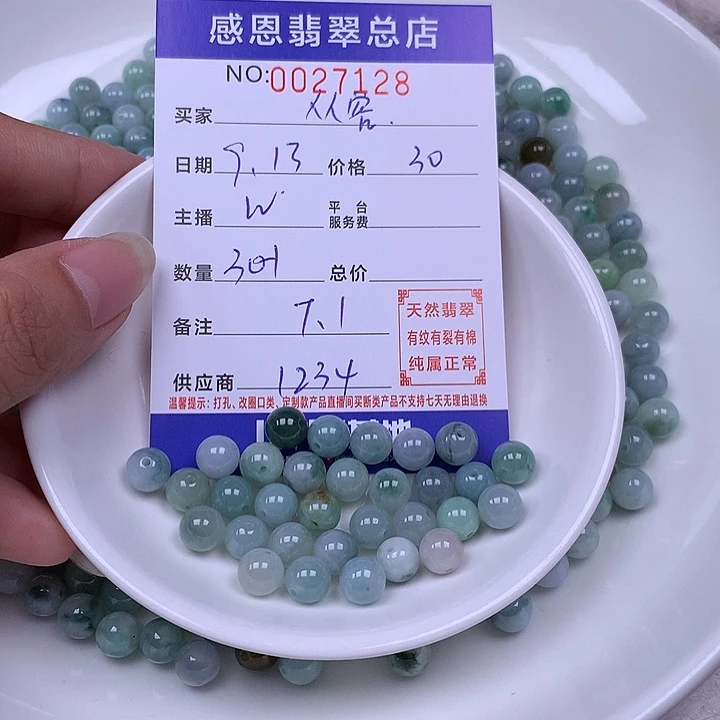 感恩翡翠总店
NO:0027128
买家 从容.
日期 9.13 价格 30
主播 W 平台服务费
数量 30 总价
备注 7.1
天然翡翠
有纹有裂有棉
纯属正常
供应商 1234
温馨提示：打孔、改圈口类、定制款产品直播间买断类产品不支持七天无理由退换